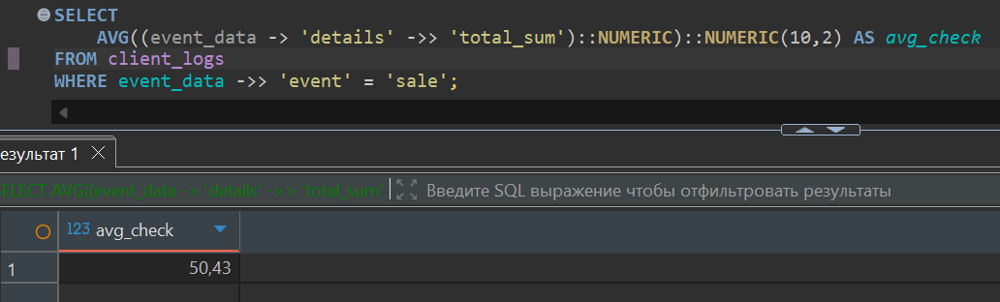 SELECT
AVG((event_data -> 'details' ->> 'total_sum')::NUMERIC)::NUMERIC(10,2) AS avg_check
FROM client_logs
WHERE event_data ->> 'event' = 'sale';
езультат 1
ELECT AVG((event_data -> 'details' ->> 'total_sum' Введите SQL выражение чтобы отфильтровать результаты
123 avg_check
1 50,43